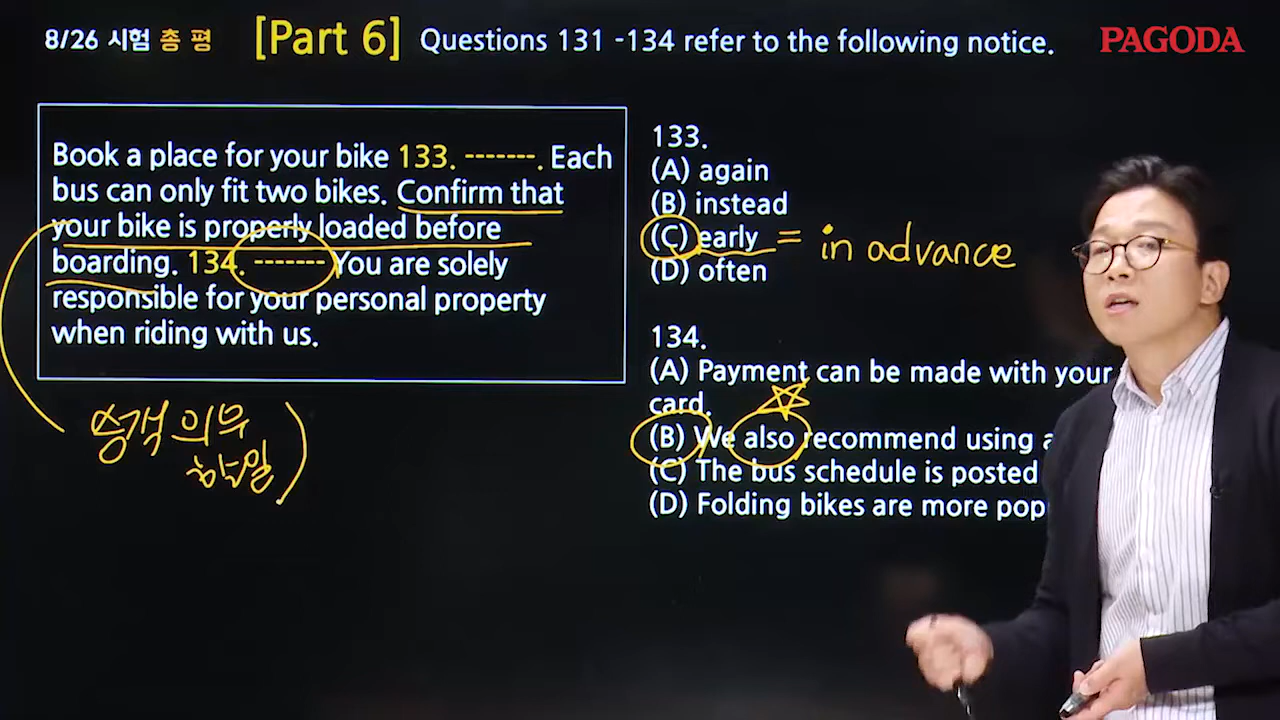 8/26 시험 총 평 [Part 6] Questions 131 -134 refer to the following notice.
PAGODA
Book a place for your bike 133. -------. Each
bus can only fit two bikes. Confirm that
your bike is properly loaded before
boarding. 134. ------- You are solely
responsible for your personal property
when riding with us.
승객 의무
하는일
133.
(A) again
(B) instead
(C) early = in advance
(D) often
134.
(A) Payment can be made with your
card.
(B) We also recommend using a
(C) The bus schedule is posted
(D) Folding bikes are more pop